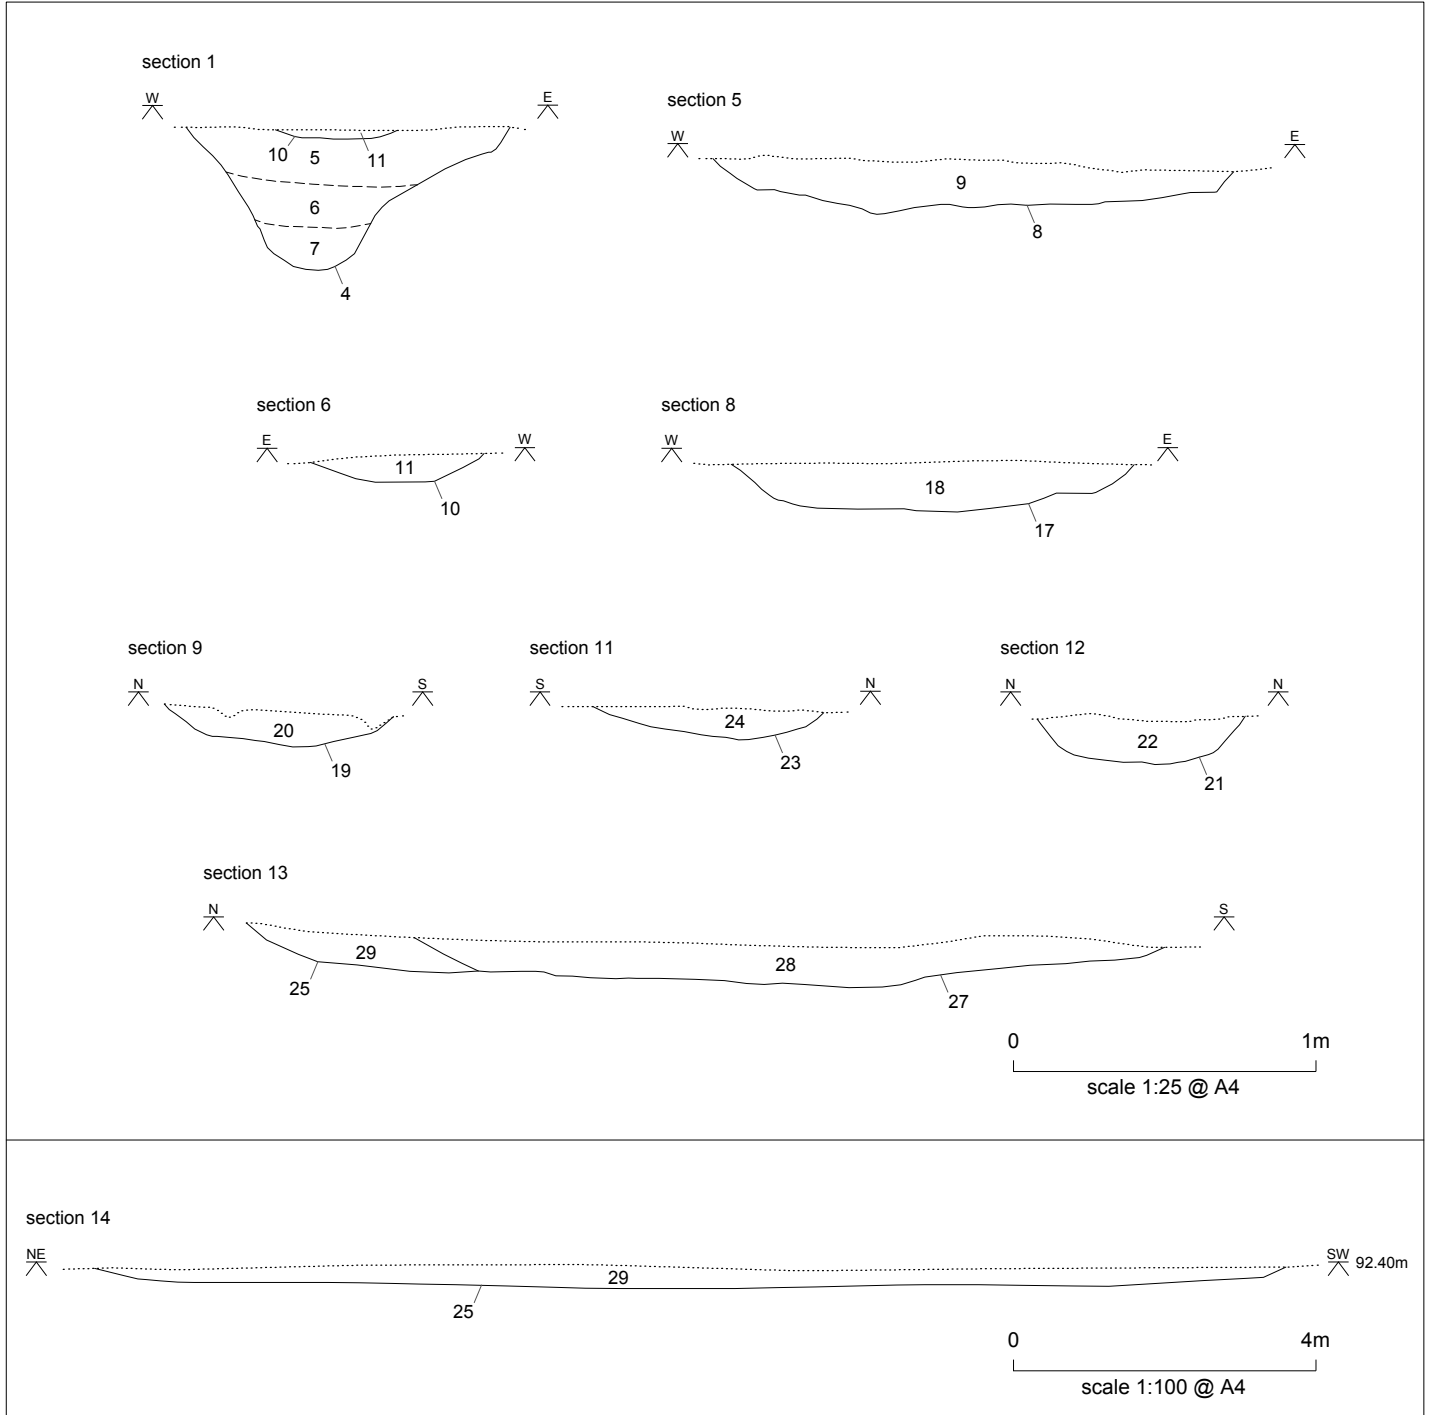 section 1
W E
10 5 11
6
7
4
section 5
W E
9
8
section 6
E W
11
10
section 8
W E
18
17
section 9
N S
20
19
section 11
S N
24
23
section 12
N N
22
21
section 13
N S
29 28
25 27
0 1m
scale 1:25 @ A4
section 14
NE SW 92.40m
29
25
0 4m
scale 1:100 @ A4